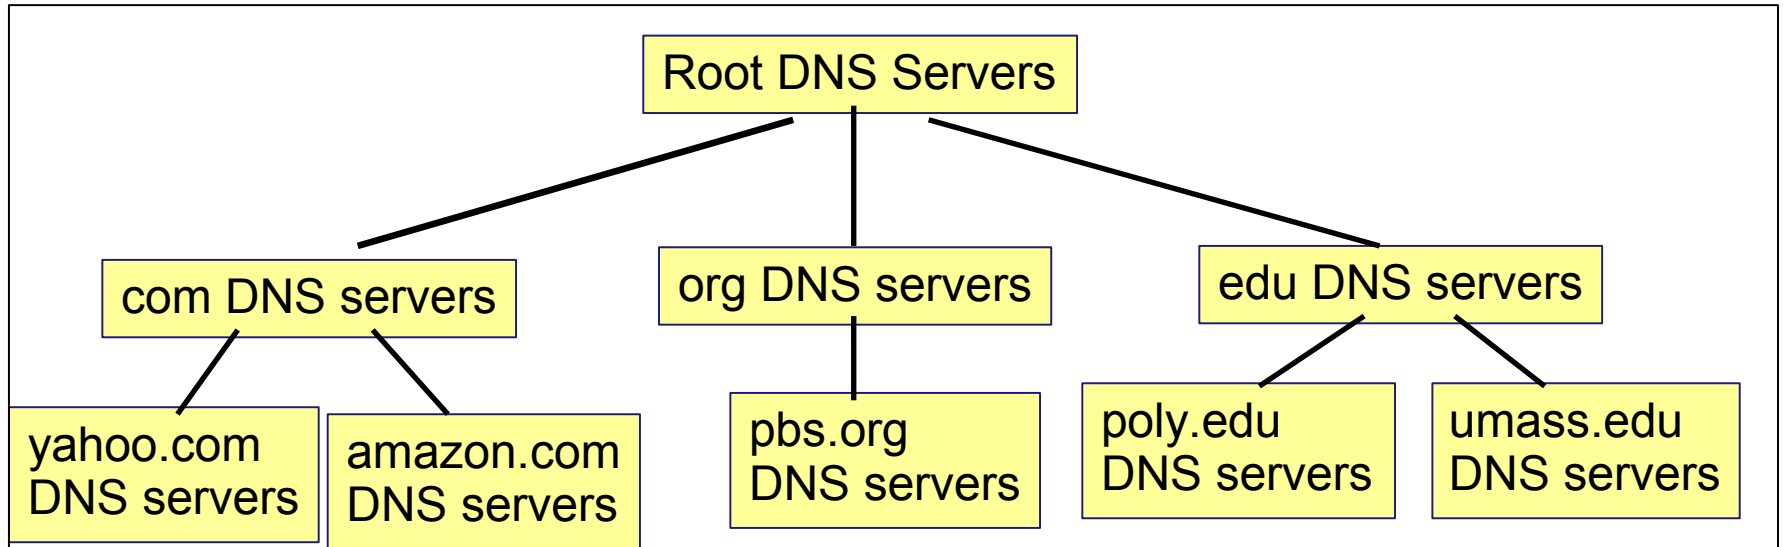 Root DNS Servers
com DNS servers
org DNS servers
edu DNS servers
yahoo.com
DNS servers
amazon.com
DNS servers
pbs.org
DNS servers
poly.edu
DNS servers
umass.edu
DNS servers